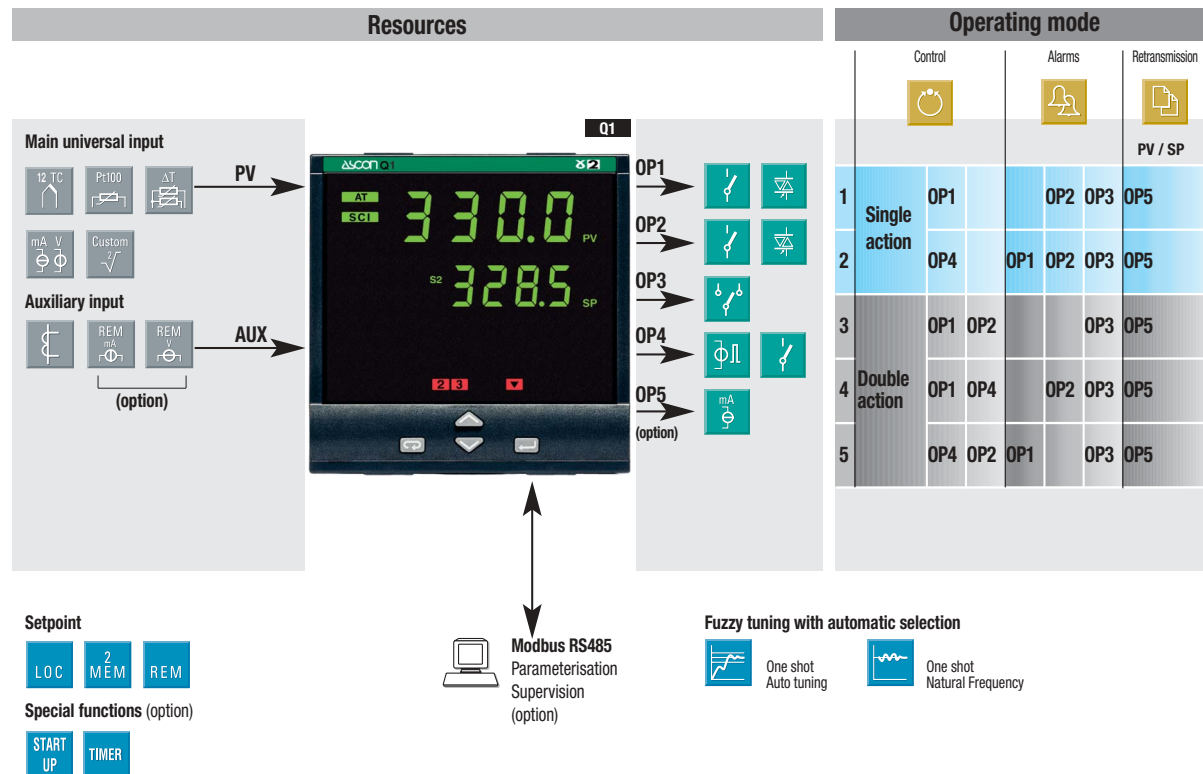 Resources
Operating mode
Control
Alarms
Retransmission
PV / SP
Main universal input
12 TC
Pt100
ΔT
mA V
Custom
2√
PV
Auxiliary input
REM
mA
REM
V
AUX
(option)
Q1
ASCON Q1
AT
SCI
330.0 PV
S2
328.5 SP
2 3
OP1
OP2
OP3
OP4
OP5
(option)
mA
1 Single action OP1 OP2 OP3 OP5
2 OP4 OP1 OP2 OP3 OP5
3 Double action OP1 OP2 OP3 OP5
4 OP1 OP4 OP2 OP3 OP5
5 OP4 OP2 OP1 OP3 OP5
Setpoint
LOC
2
MEM
REM
Special functions (option)
START
UP
TIMER
Modbus RS485
Parameterisation
Supervision
(option)
Fuzzy tuning with automatic selection
One shot
Auto tuning
One shot
Natural Frequency